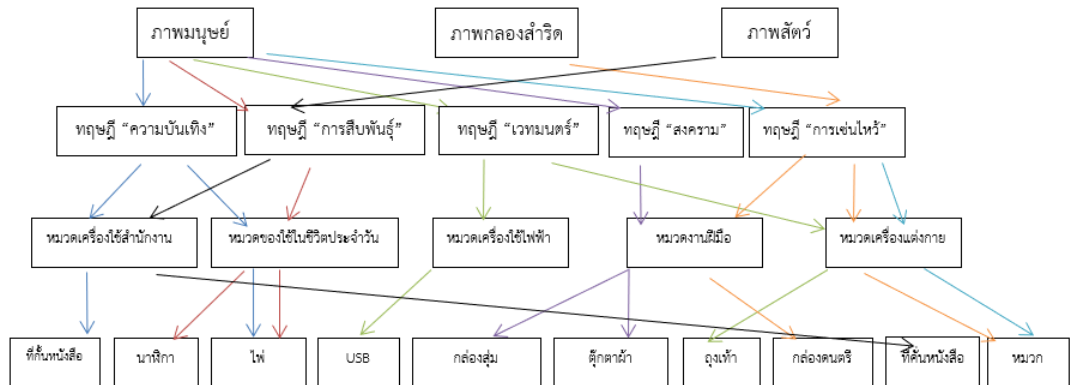 ภาพมนุษย์
ภาพกลองสำริด
ภาพสัตว์
ทฤษฎี “ความบันเทิง”
ทฤษฎี “การสืบพันธุ์”
ทฤษฎี “เวทมนตร์”
ทฤษฎี “สงคราม”
ทฤษฎี “การเซ่นไหว้”
หมวดเครื่องใช้สำนักงาน
หมวดของใช้ในชีวิตประจำวัน
หมวดเครื่องใช้ไฟฟ้า
หมวดงานฝีมือ
หมวดเครื่องแต่งกาย
ที่กั้นหนังสือ
นาฬิกา
ไพ่
USB
กล่องสุ่ม
ตุ๊กตาผ้า
ถุงเท้า
กล่องดนตรี
ที่คั่นหนังสือ
หมวก